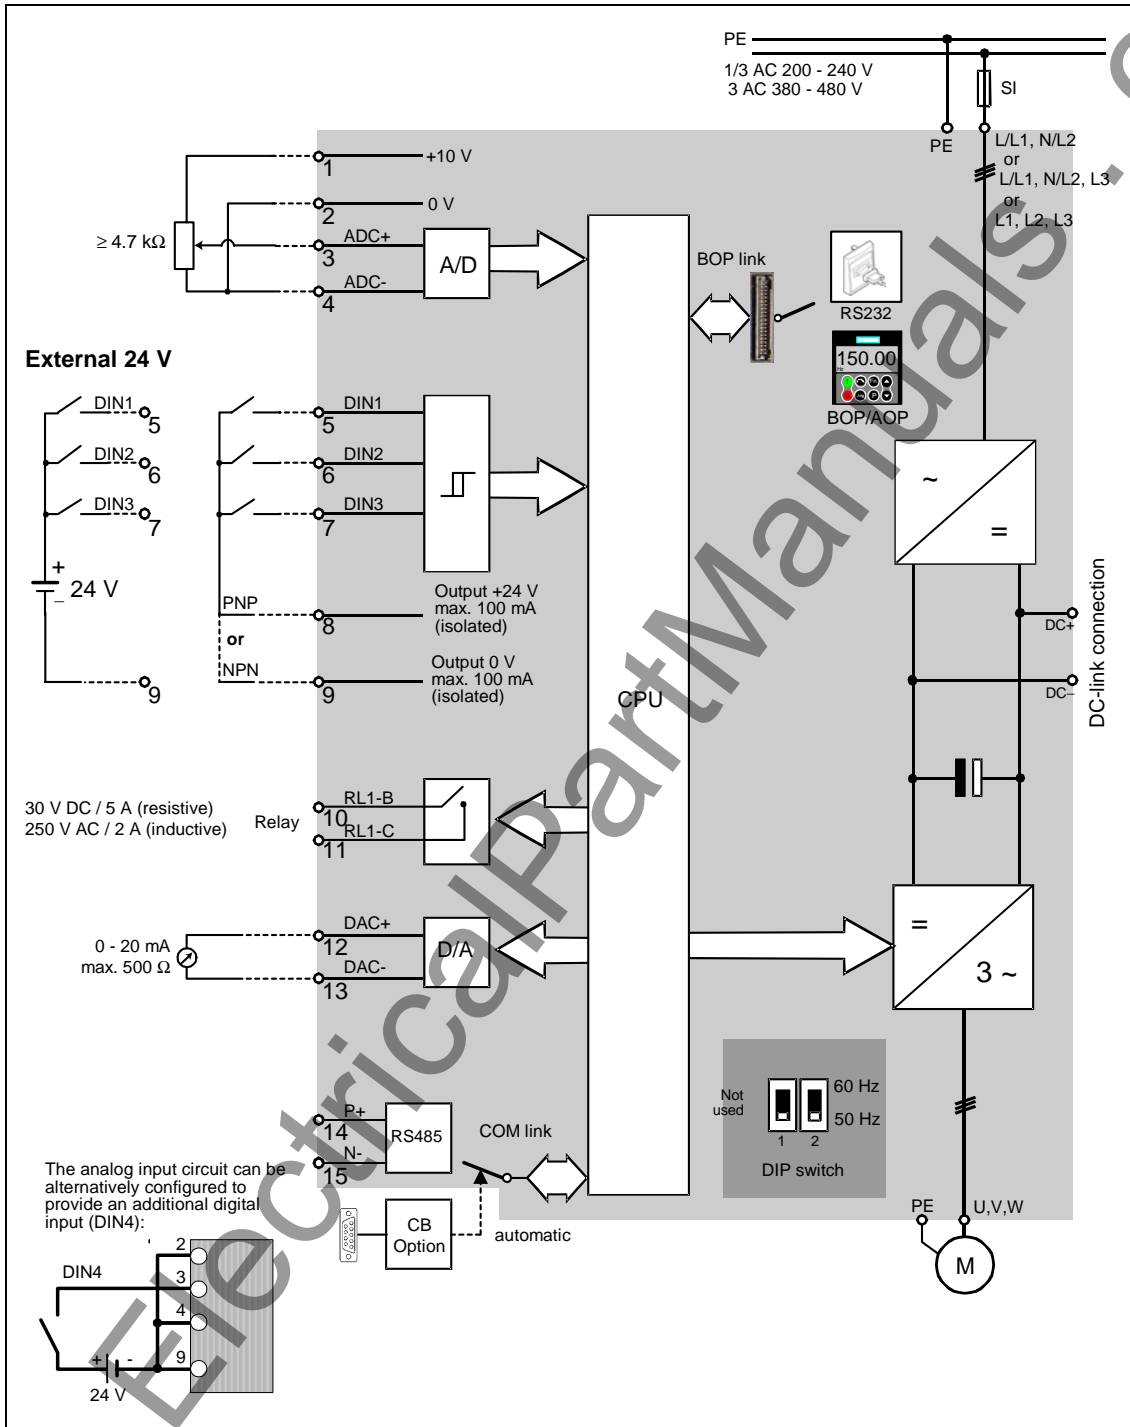 PE
1/3 AC 200 - 240 V
3 AC 380 - 480 V
SI
PE
L/L1, N/L2
or
L/L1, N/L2, L3
or
L1, L2, L3
1
+10 V
2
0 V
≥ 4.7 kΩ
3
ADC+
4
ADC-
A/D
BOP link
RS232
150.00
Hz
BOP/AOP
External 24 V
DIN1
5
DIN2
6
DIN3
7
+
_
24 V
9
DIN1
5
DIN2
6
DIN3
7
PNP
8
or
NPN
9
Output +24 V
max. 100 mA
(isolated)
Output 0 V
max. 100 mA
(isolated)
CPU
~
=
DC+
DC−
DC-link connection
30 V DC / 5 A (resistive)
250 V AC / 2 A (inductive)
Relay
RL1-B
10
RL1-C
11
0 - 20 mA
max. 500 Ω
DAC+
12
DAC-
13
D/A
=
3 ~
P+
14
N-
15
RS485
COM link
CB
Option
automatic
Not
used
60 Hz
50 Hz
1 2
DIP switch
PE
U,V,W
M
The analog input circuit can be
alternatively configured to
provide an additional digital
input (DIN4):
DIN4
2
3
4
9
+ -
24 V
ElectricalPartManuals .